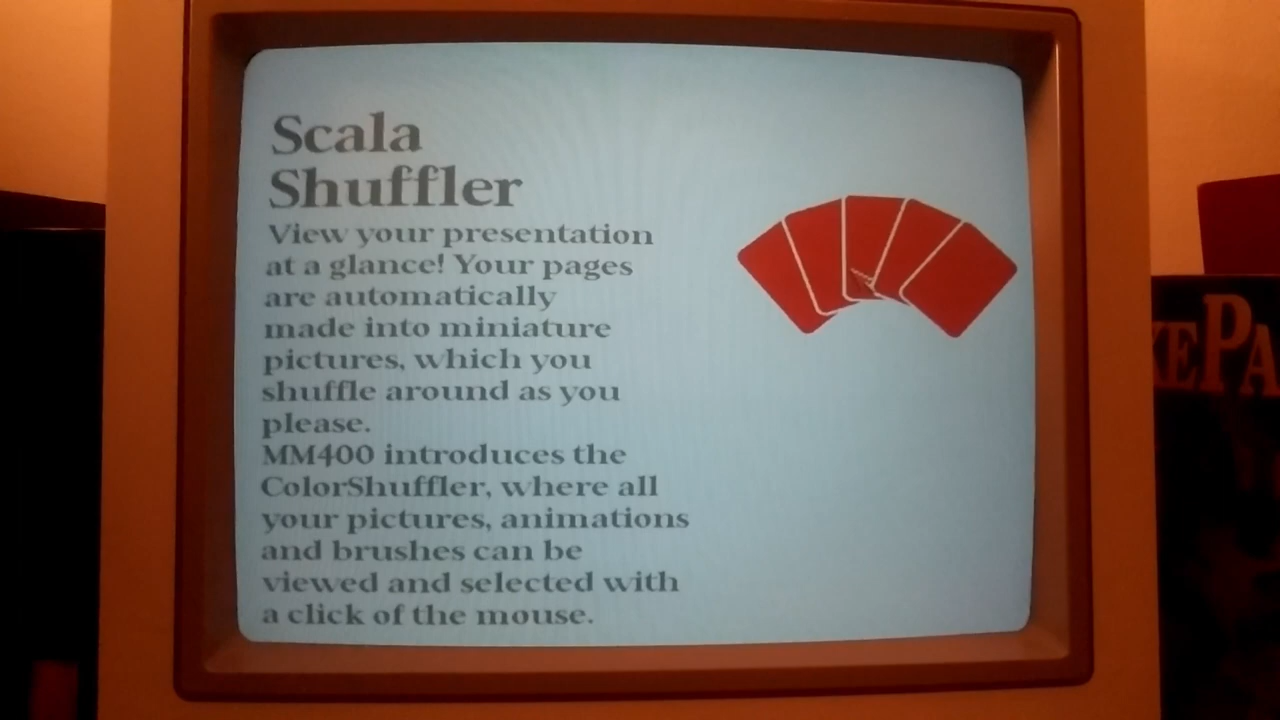 Scala
Shuffler
View your presentation
at a glance! Your pages
are automatically
made into miniature
pictures, which you
shuffle around as you
please.
MM400 introduces the
ColorShuffler, where all
your pictures, animations
and brushes can be
viewed and selected with
a click of the mouse.